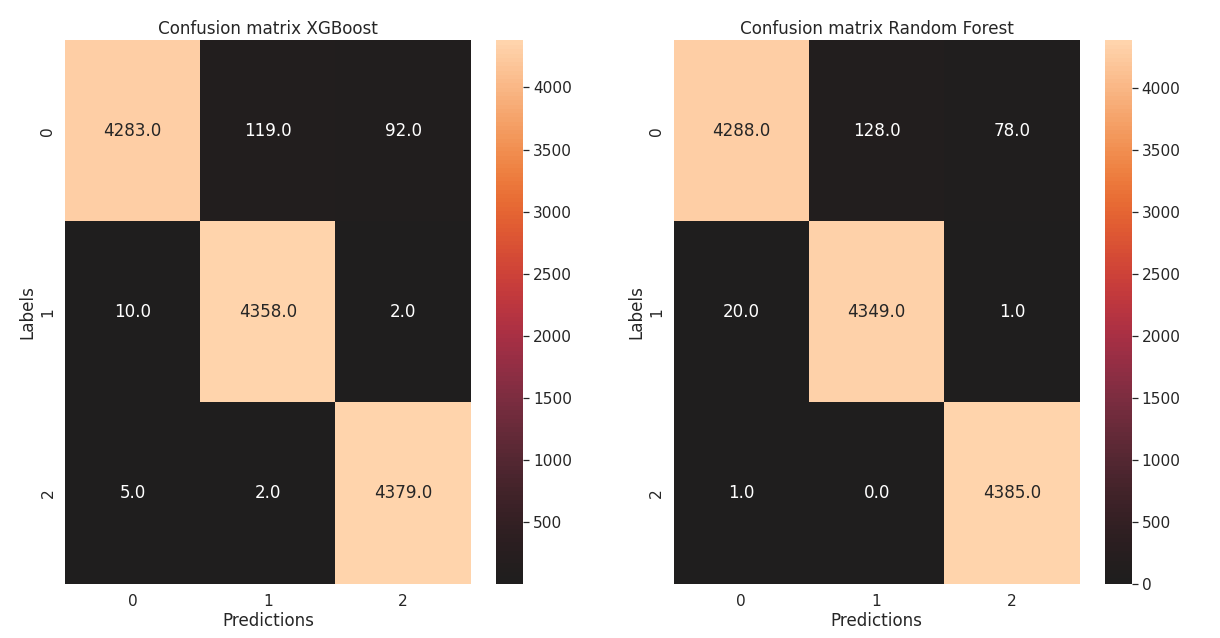 Confusion matrix XGBoost
4283.0 119.0 92.0
10.0 4358.0 2.0
5.0 2.0 4379.0
0
1
2
Labels
0 1 2
Predictions
4000
3500
3000
2500
2000
1500
1000
500
Confusion matrix Random Forest
4288.0 128.0 78.0
20.0 4349.0 1.0
1.0 0.0 4385.0
0
1
2
Labels
0 1 2
Predictions
4000
3500
3000
2500
2000
1500
1000
500
0